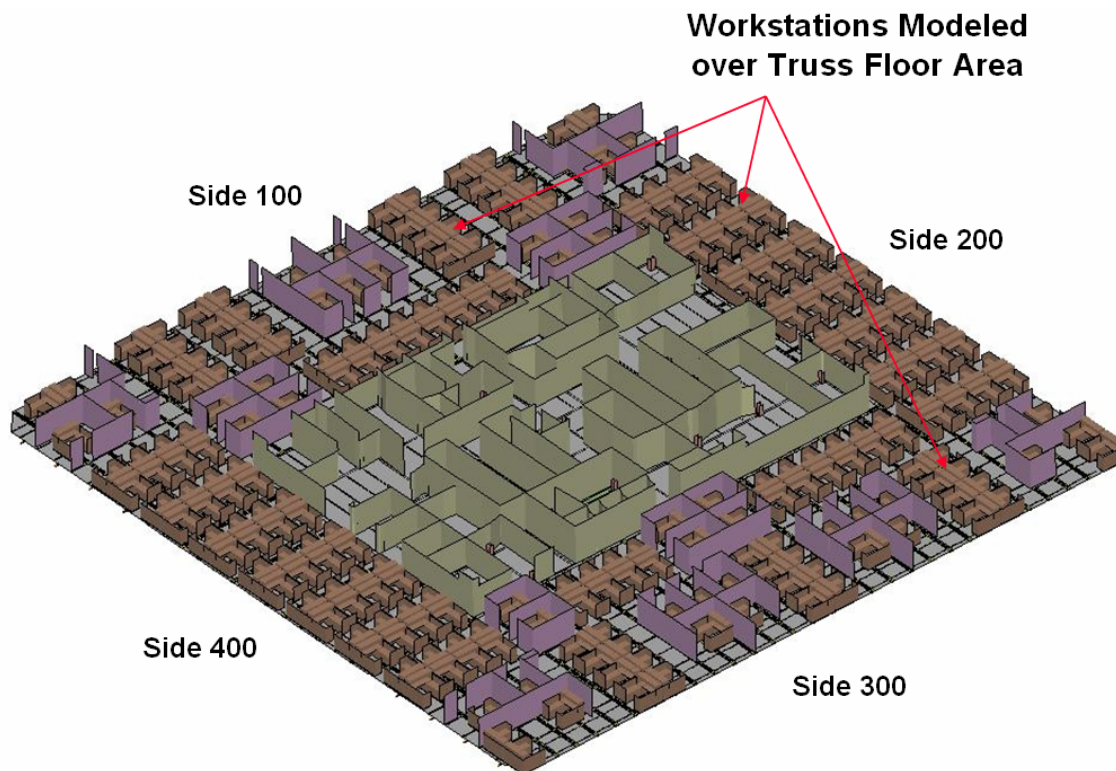 Workstations Modeled
over Truss Floor Area
Side 100
Side 200
Side 400
Side 300